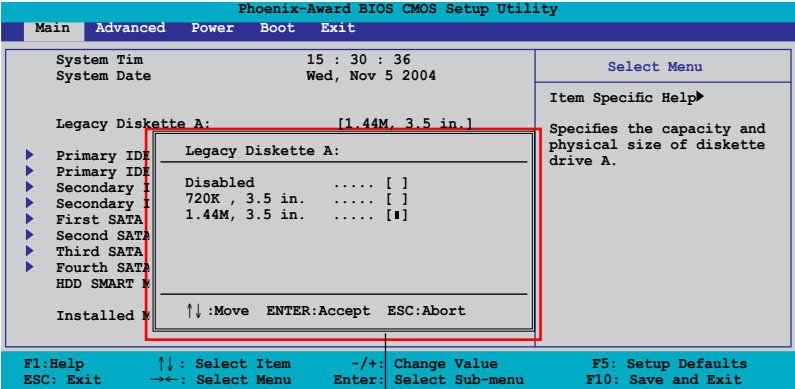 Phoenix-Award BIOS CMOS Setup Utility
Main Advanced Power Boot Exit
System Tim 15 : 30 : 36
System Date Wed, Nov 5 2004
Legacy Diskette A: [1.44M, 3.5 in.]
Primary IDE
Primary IDE
Secondary I
Secondary I
First SATA
Second SATA
Third SATA
Fourth SATA
HDD SMART M
Installed M
Legacy Diskette A:
Disabled ..... [ ]
720K , 3.5 in. ..... [ ]
1.44M, 3.5 in. ..... [▮]
↑↓ :Move ENTER:Accept ESC:Abort
Select Menu
Item Specific Help▶
Specifies the capacity and
physical size of diskette
drive A.
F1:Help ↑↓ : Select Item -/+: Change Value F5: Setup Defaults
ESC: Exit →←: Select Menu Enter: Select Sub-menu F10: Save and Exit